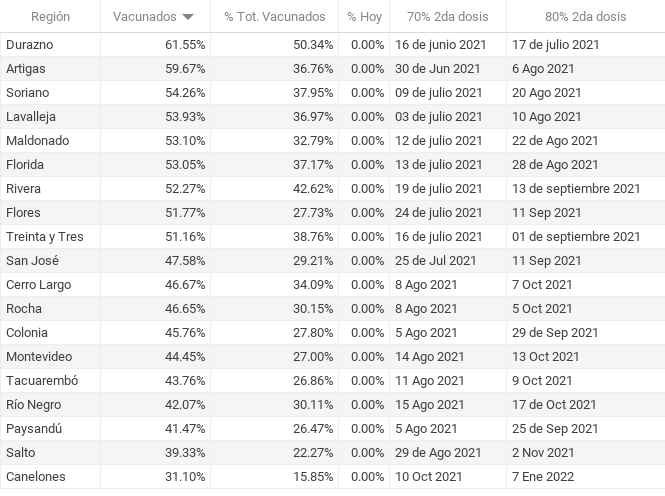 Región Vacunados % Tot. Vacunados % Hoy 70% 2da dosis 80% 2da dosis
Durazno 61.55% 50.34% 0.00% 16 de junio 2021 17 de julio 2021
Artigas 59.67% 36.76% 0.00% 30 de Jun 2021 6 Ago 2021
Soriano 54.26% 37.95% 0.00% 09 de julio 2021 20 Ago 2021
Lavalleja 53.93% 36.97% 0.00% 03 de julio 2021 10 Ago 2021
Maldonado 53.10% 32.79% 0.00% 12 de julio 2021 22 de Ago 2021
Florida 53.05% 37.17% 0.00% 13 de julio 2021 28 de Ago 2021
Rivera 52.27% 42.62% 0.00% 19 de julio 2021 13 de septiembre 2021
Flores 51.77% 27.73% 0.00% 24 de julio 2021 11 Sep 2021
Treinta y Tres 51.16% 38.76% 0.00% 16 de julio 2021 01 de septiembre 2021
San José 47.58% 29.21% 0.00% 25 de Jul 2021 11 Sep 2021
Cerro Largo 46.67% 34.09% 0.00% 8 Ago 2021 7 Oct 2021
Rocha 46.65% 30.15% 0.00% 8 Ago 2021 5 Oct 2021
Colonia 45.76% 27.80% 0.00% 5 Ago 2021 29 de Sep 2021
Montevideo 44.45% 27.00% 0.00% 14 Ago 2021 13 Oct 2021
Tacuarembó 43.76% 26.86% 0.00% 11 Ago 2021 9 Oct 2021
Río Negro 42.07% 30.11% 0.00% 15 Ago 2021 17 de Oct 2021
Paysandú 41.47% 26.47% 0.00% 5 Ago 2021 25 de Sep 2021
Salto 39.33% 22.27% 0.00% 29 de Ago 2021 2 Nov 2021
Canelones 31.10% 15.85% 0.00% 10 Oct 2021 7 Ene 2022